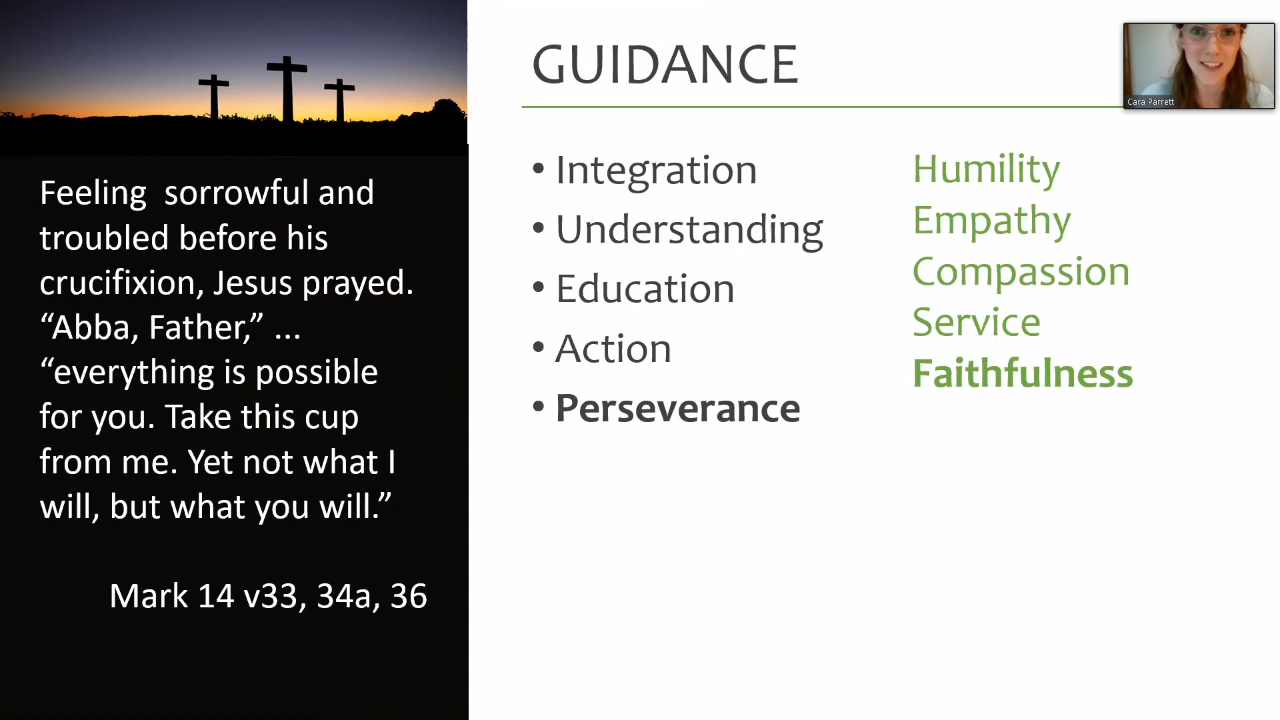 Feeling  sorrowful and
troubled before his
crucifixion, Jesus prayed.
“Abba, Father,” ...
“everything is possible
for you. Take this cup
from me. Yet not what I
will, but what you will.”
Mark 14 v33, 34a, 36
GUIDANCE
• Integration
• Understanding
• Education
• Action
• Perseverance
Humility
Empathy
Compassion
Service
Faithfulness
Cara Parrett